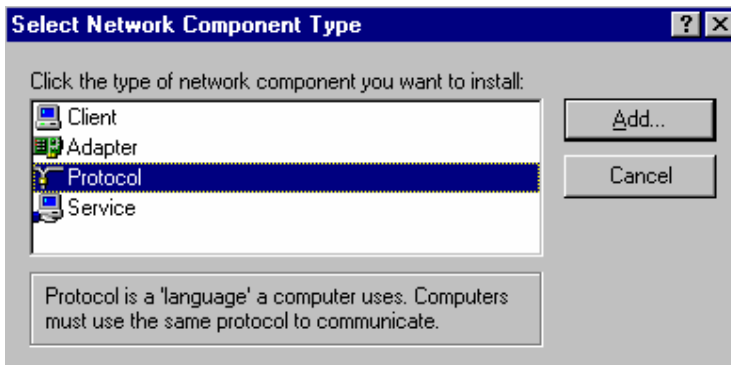 Select Network Component Type
Click the type of network component you want to install:
Client
Adapter
Protocol
Service
Add...
Cancel
Protocol is a 'language' a computer uses. Computers
must use the same protocol to communicate.